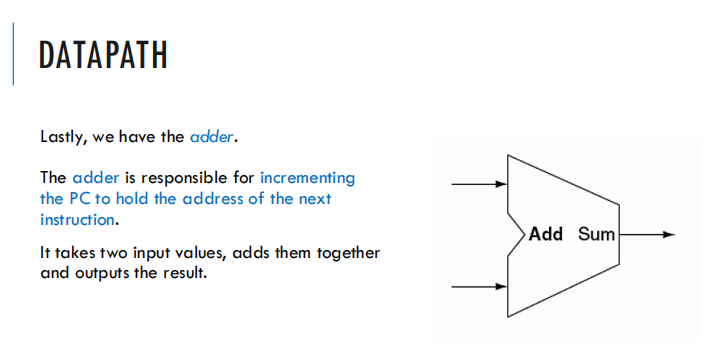 DATAPATH
Lastly, we have the adder.
The adder is responsible for incrementing
the PC to hold the address of the next
instruction.
It takes two input values, adds them together
and outputs the result.
Add Sum